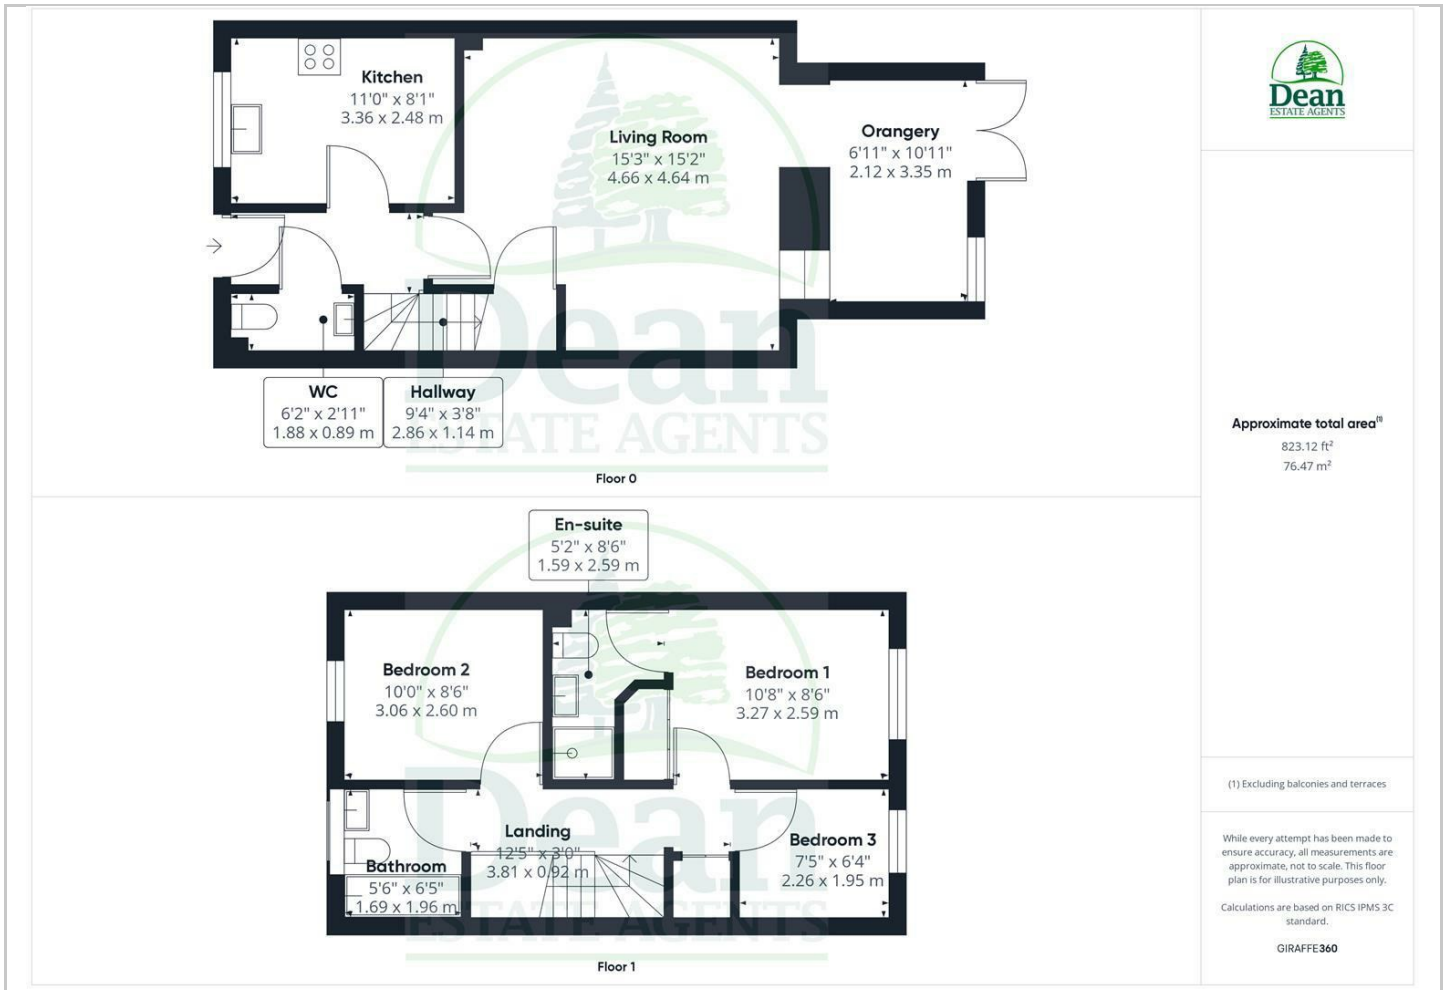 Kitchen
11'0" x 8'1"
3.36 x 2.48 m
Living Room
15'3" x 15'2"
4.66 x 4.64 m
Orangery
6'11" x 10'11"
2.12 x 3.35 m
WC
6'2" x 2'11"
1.88 x 0.89 m
Hallway
9'4" x 3'8"
2.86 x 1.14 m
Dean
ESTATE AGENTS
Floor 0
En-suite
5'2" x 8'6"
1.59 x 2.59 m
Bedroom 2
10'0" x 8'6"
3.06 x 2.60 m
Bedroom 1
10'8" x 8'6"
3.27 x 2.59 m
Landing
12'5" x 3'0"
3.81 x 0.92 m
Bathroom
5'6" x 6'5"
1.69 x 1.96 m
Bedroom 3
7'5" x 6'4"
2.26 x 1.95 m
Dean
ESTATE AGENTS
Floor 1
Dean
ESTATE AGENTS
Approximate total area(1)
823.12 ft²
76.47 m²
(1) Excluding balconies and terraces
While every attempt has been made to
ensure accuracy, all measurements are
approximate, not to scale. This floor
plan is for illustrative purposes only.
Calculations are based on RICS IPMS 3C
standard.
GIRAFFE360